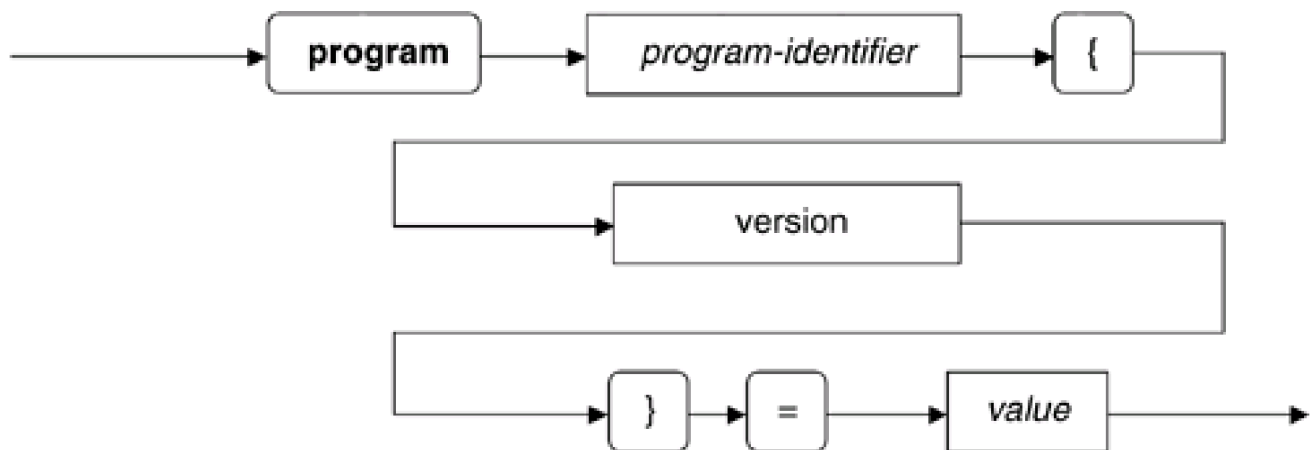 program program-identifier {
version
} = value